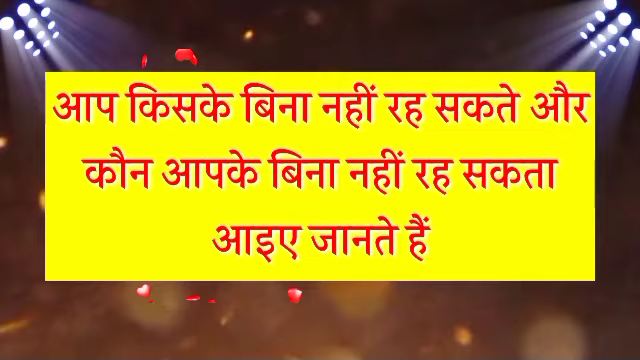 आप किसके बिना नहीं रह सकते और
कौन आपके बिना नहीं रह सकता
आइए जानते हैं